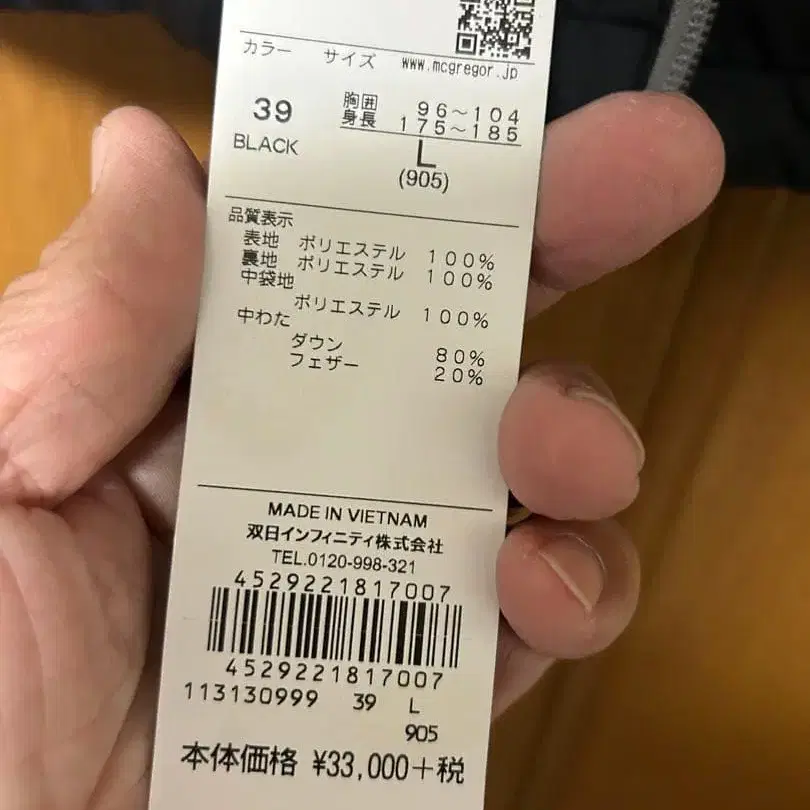 カラー サイズ www.mcgregor.jp
39 胸囲 96～104
身長 175～185
BLACK L
(905)
品質表示
表地 ポリエステル 100%
裏地 ポリエステル 100%
中袋地
ポリエステル 100%
中わた
ダウン 80%
フェザー 20%
MADE IN VIETNAM
双日インフィニティ株式会社
TEL.0120-998-321
4529221817007
4529221817007
113130999 39 L
905
本体価格 ¥33,000+税